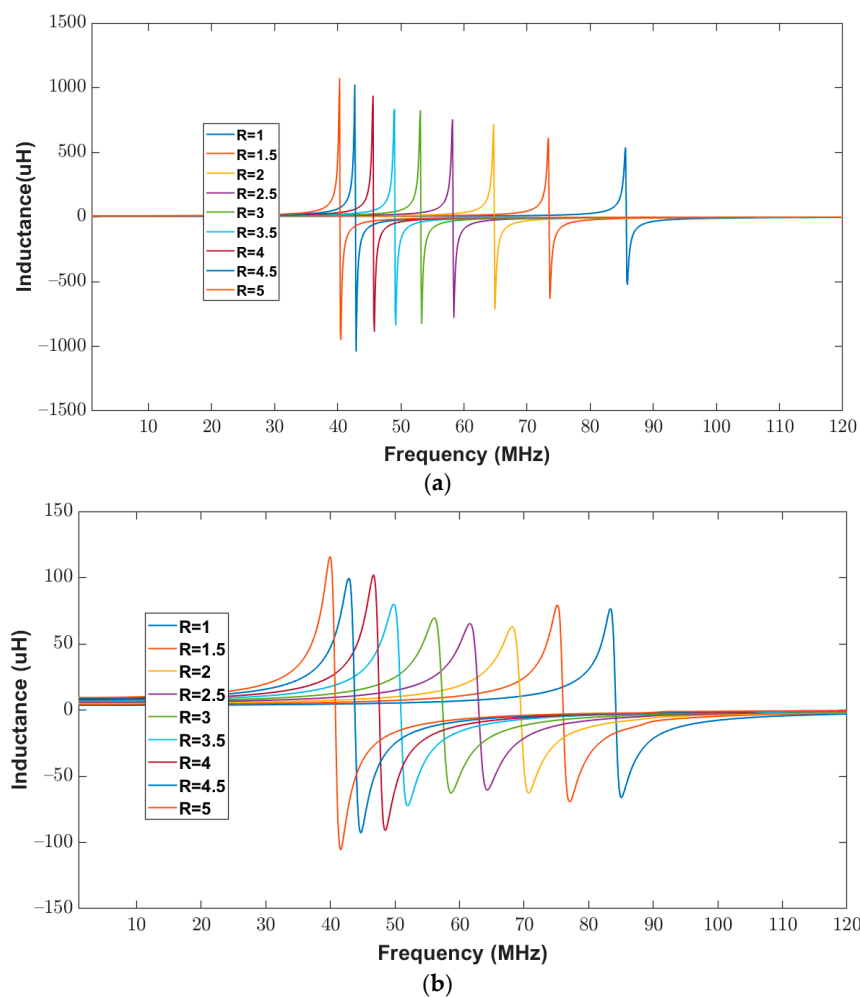 1500
1000
500
0
−500
−1000
−1500
Inductance(uH)
R=1
R=1.5
R=2
R=2.5
R=3
R=3.5
R=4
R=4.5
R=5
10 20 30 40 50 60 70 80 90 100 110 120
Frequency (MHz)
(a)
150
100
50
0
−50
−100
−150
Inductance (uH)
R=1
R=1.5
R=2
R=2.5
R=3
R=3.5
R=4
R=4.5
R=5
10 20 30 40 50 60 70 80 90 100 110 120
Frequency (MHz)
(b)